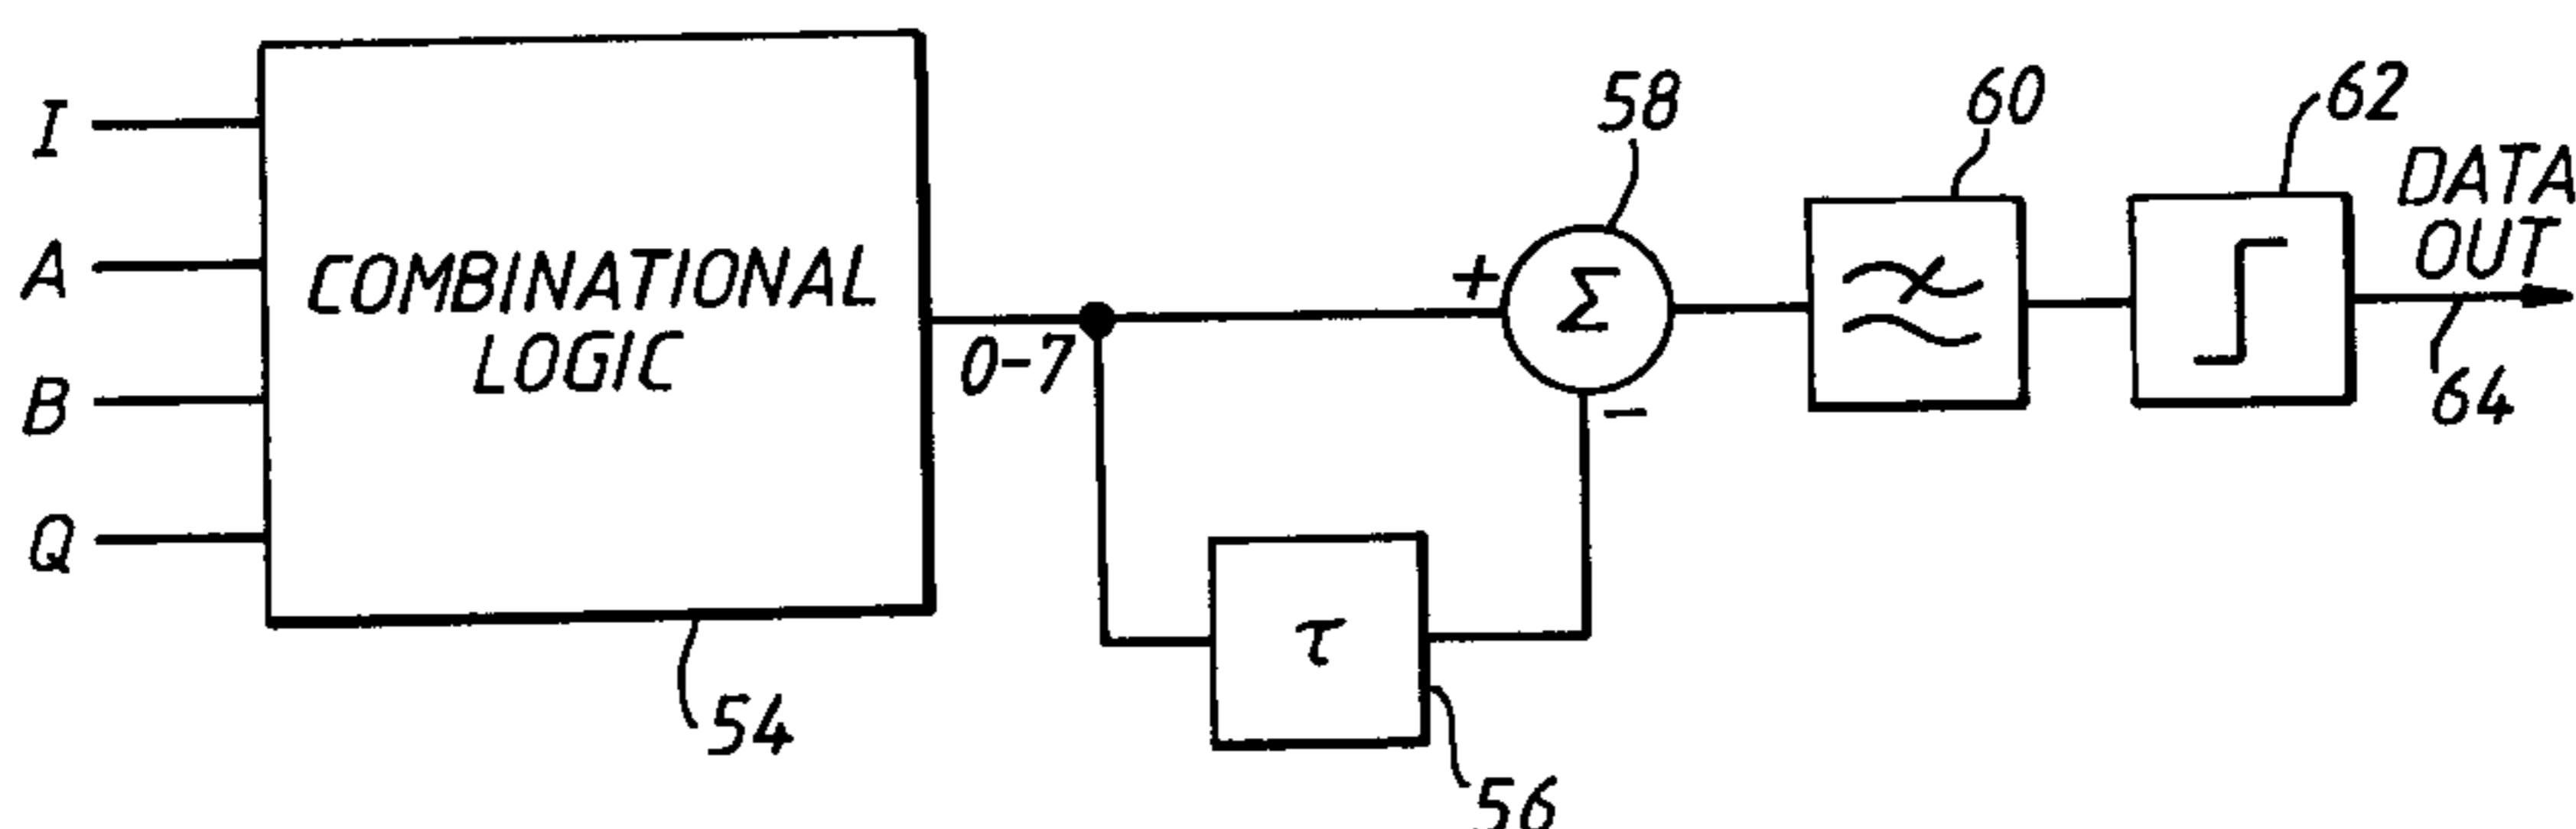 I
A
B
Q
COMBINATIONAL
LOGIC
54
0-7
+
58
Σ
-
τ
56
60
62
DATA
OUT
64